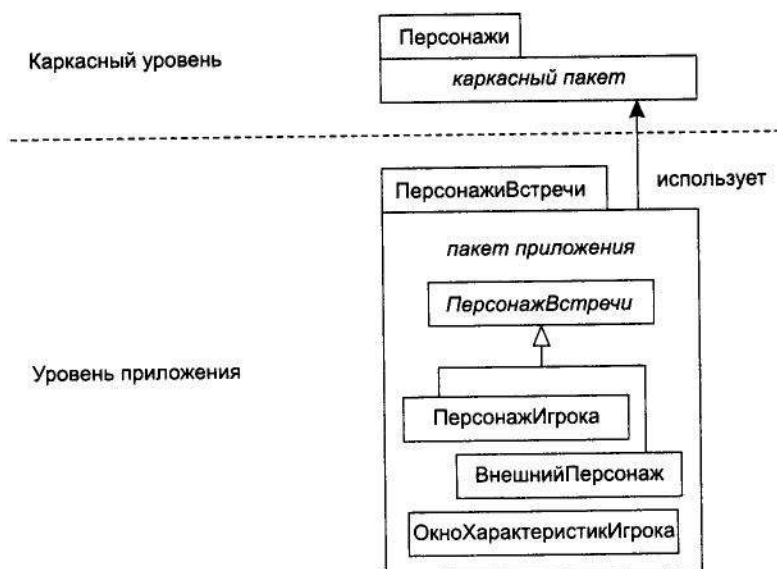 Персонажи
Каркасный уровень
каркасный пакет
использует
ПерсонажиВстречи
пакет приложения
ПерсонажВстречи
Уровень приложения
ПерсонажИгрока
ВнешнийПерсонаж
ОкноХарактеристикИгрока